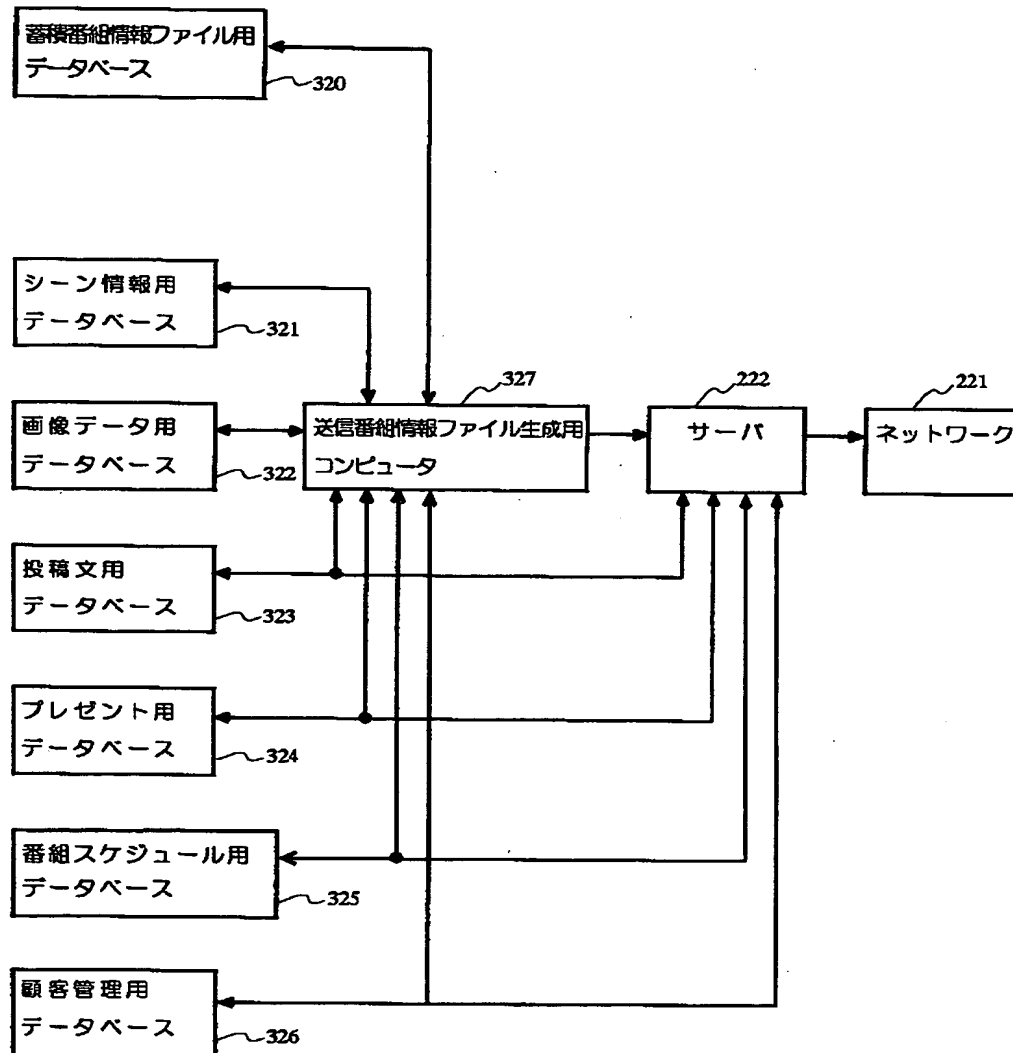 蓄積番組情報ファイル用
データベース
320
シーン情報用
データベース
321
327
222
221
画像データ用
データベース
322
送信番組情報ファイル生成用
コンピュータ
サーバ
ネットワーク
投稿文用
データベース
323
プレゼント用
データベース
324
番組スケジュール用
データベース
325
顧客管理用
データベース
326